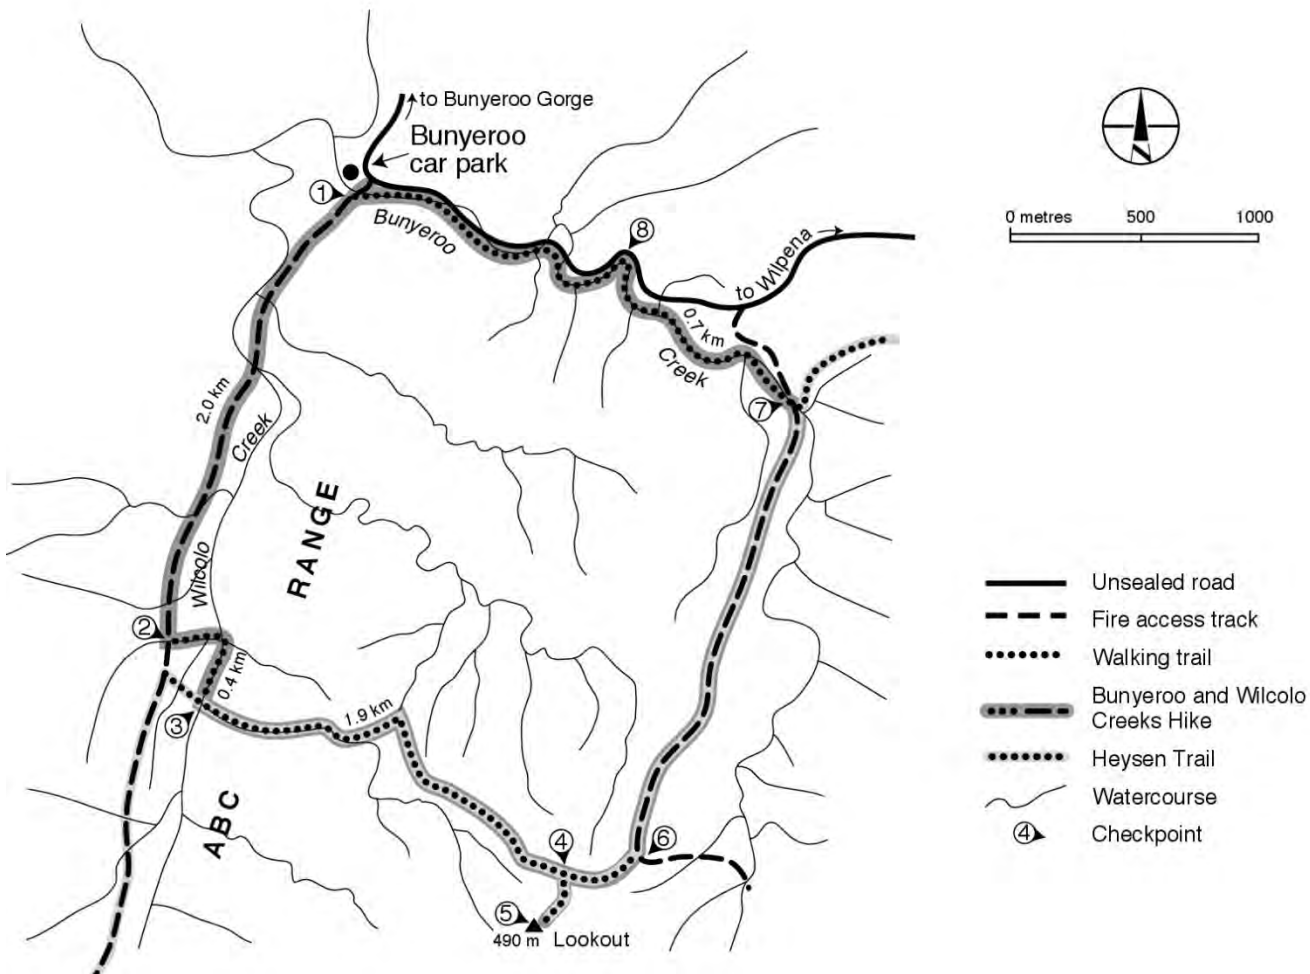 to Bunyeroo Gorge
Bunyeroo
car park
1
Bunyeroo
8
0 metres 500 1000
to Wilpena
0.7 km
Creek
7
2.0 km
Creek
RANGE
Wilcolo
2
0.4 km
3
1.9 km
ABC
4
6
5
490 m Lookout
N
Unsealed road
Fire access track
Walking trail
Bunyeroo and Wilcolo
Creeks Hike
Heysen Trail
Watercourse
4 Checkpoint